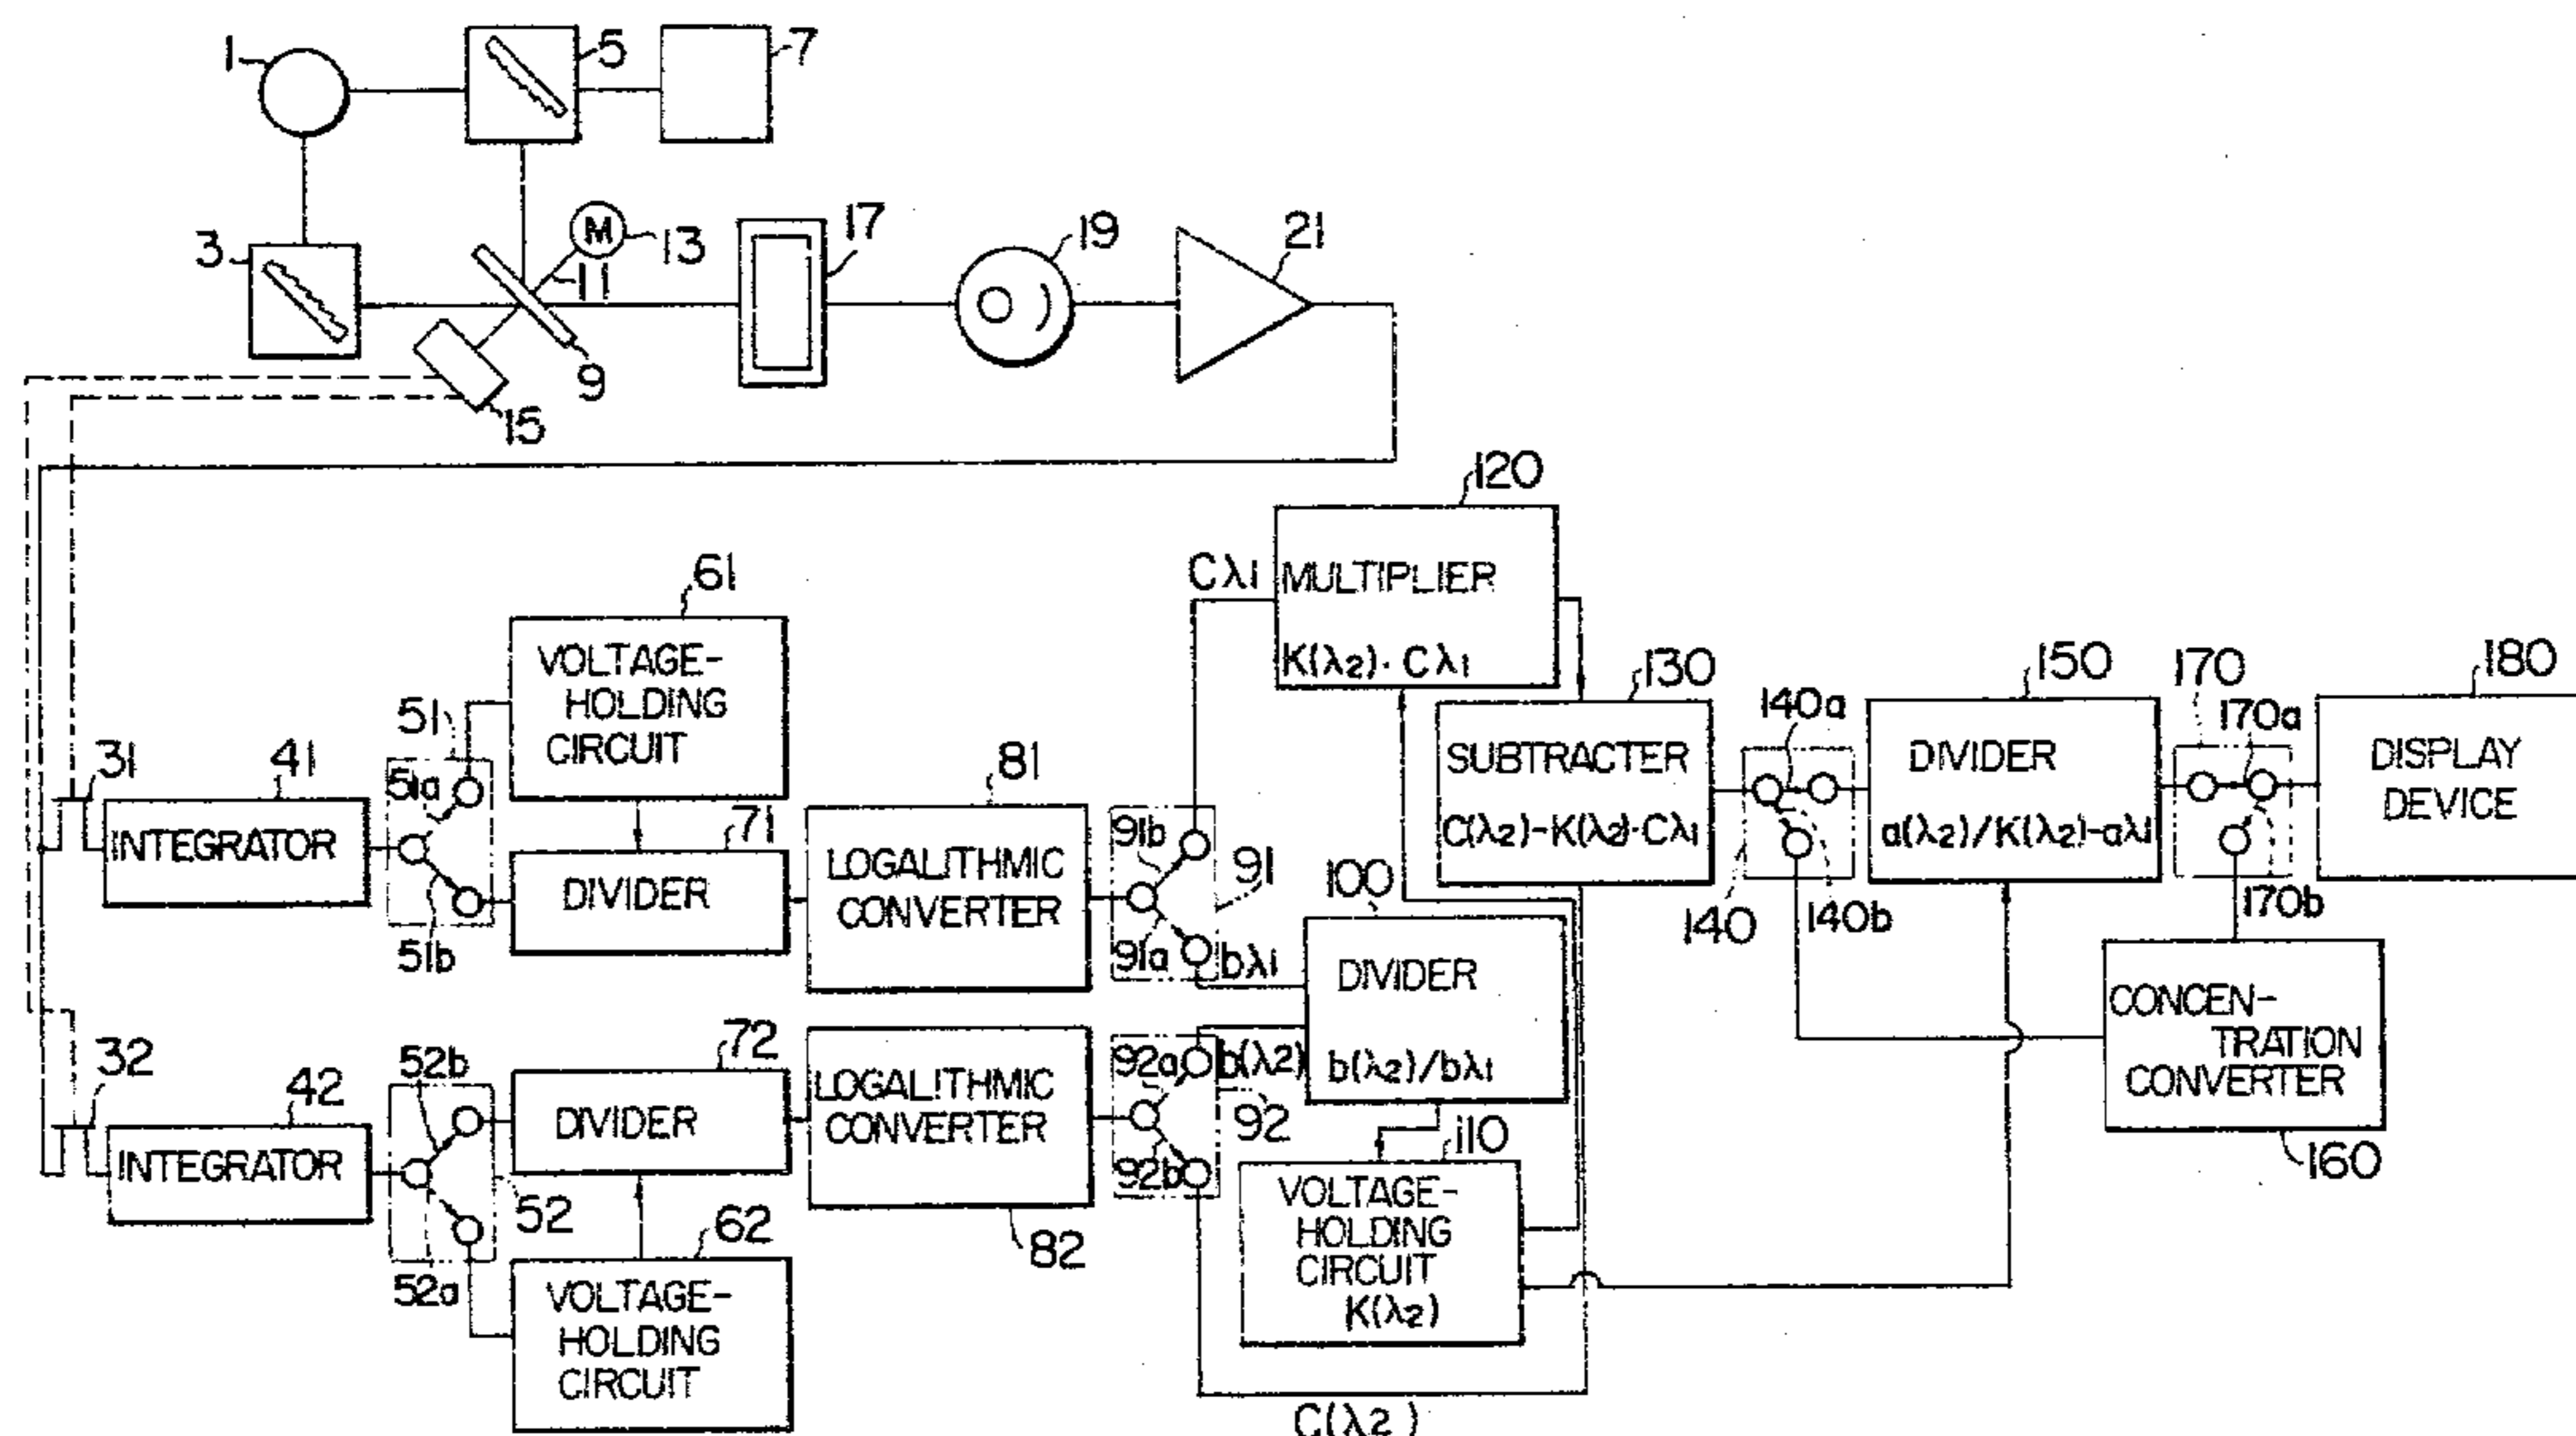 1
5
7
3
M
13
11
17
19
21
9
15
120
Cλ1
MULTIPLIER
K(λ2)·Cλ1
61
VOLTAGE-
HOLDING
CIRCUIT
130
SUBTRACTER
C(λ2)-K(λ2)·Cλ1
140a
140
140b
150
DIVIDER
a(λ2)/K(λ2)-aλ1
170
170a
170b
180
DISPLAY
DEVICE
31
41
INTEGRATOR
51
51a
51b
71
DIVIDER
81
LOGALITHMIC
CONVERTER
91b
91
91a
bλ1
100
DIVIDER
b(λ2)/bλ1
CONCEN-
TRATION
CONVERTER
160
32
42
INTEGRATOR
52b
52
52a
72
DIVIDER
LOGALITHMIC
CONVERTER
82
92a
b(λ2)
92
92b
110
VOLTAGE-
HOLDING
CIRCUIT
K(λ2)
62
VOLTAGE-
HOLDING
CIRCUIT
C(λ2)